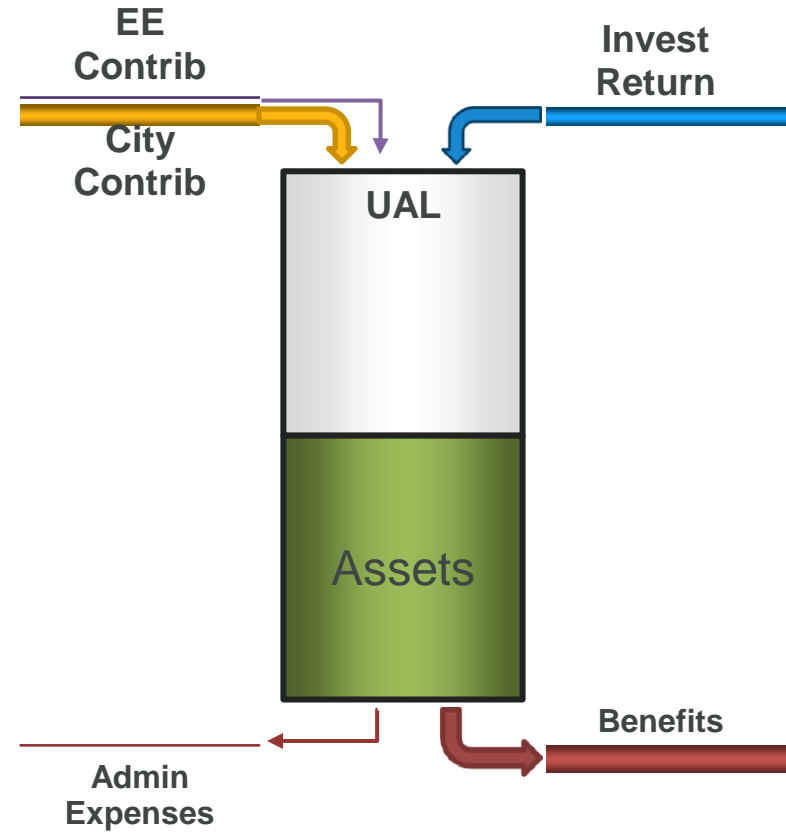 EE
Contrib
City
Contrib
Invest
Return
UAL
Assets
Benefits
Admin
Expenses